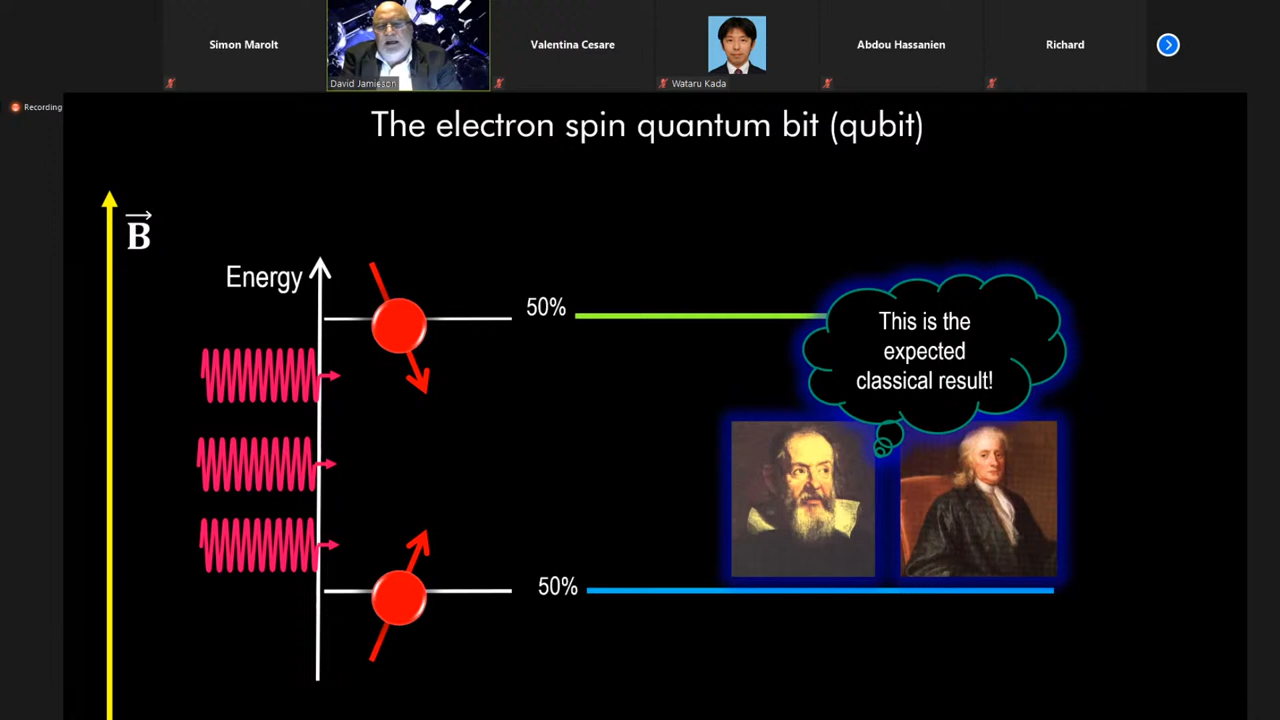 Simon Marolt
David Jamieson
Valentina Cesare
Wataru Kada
Abdou Hassanien
Richard
Recording
The electron spin quantum bit (qubit)
B
Energy
50%
This is the
expected
classical result!
50%